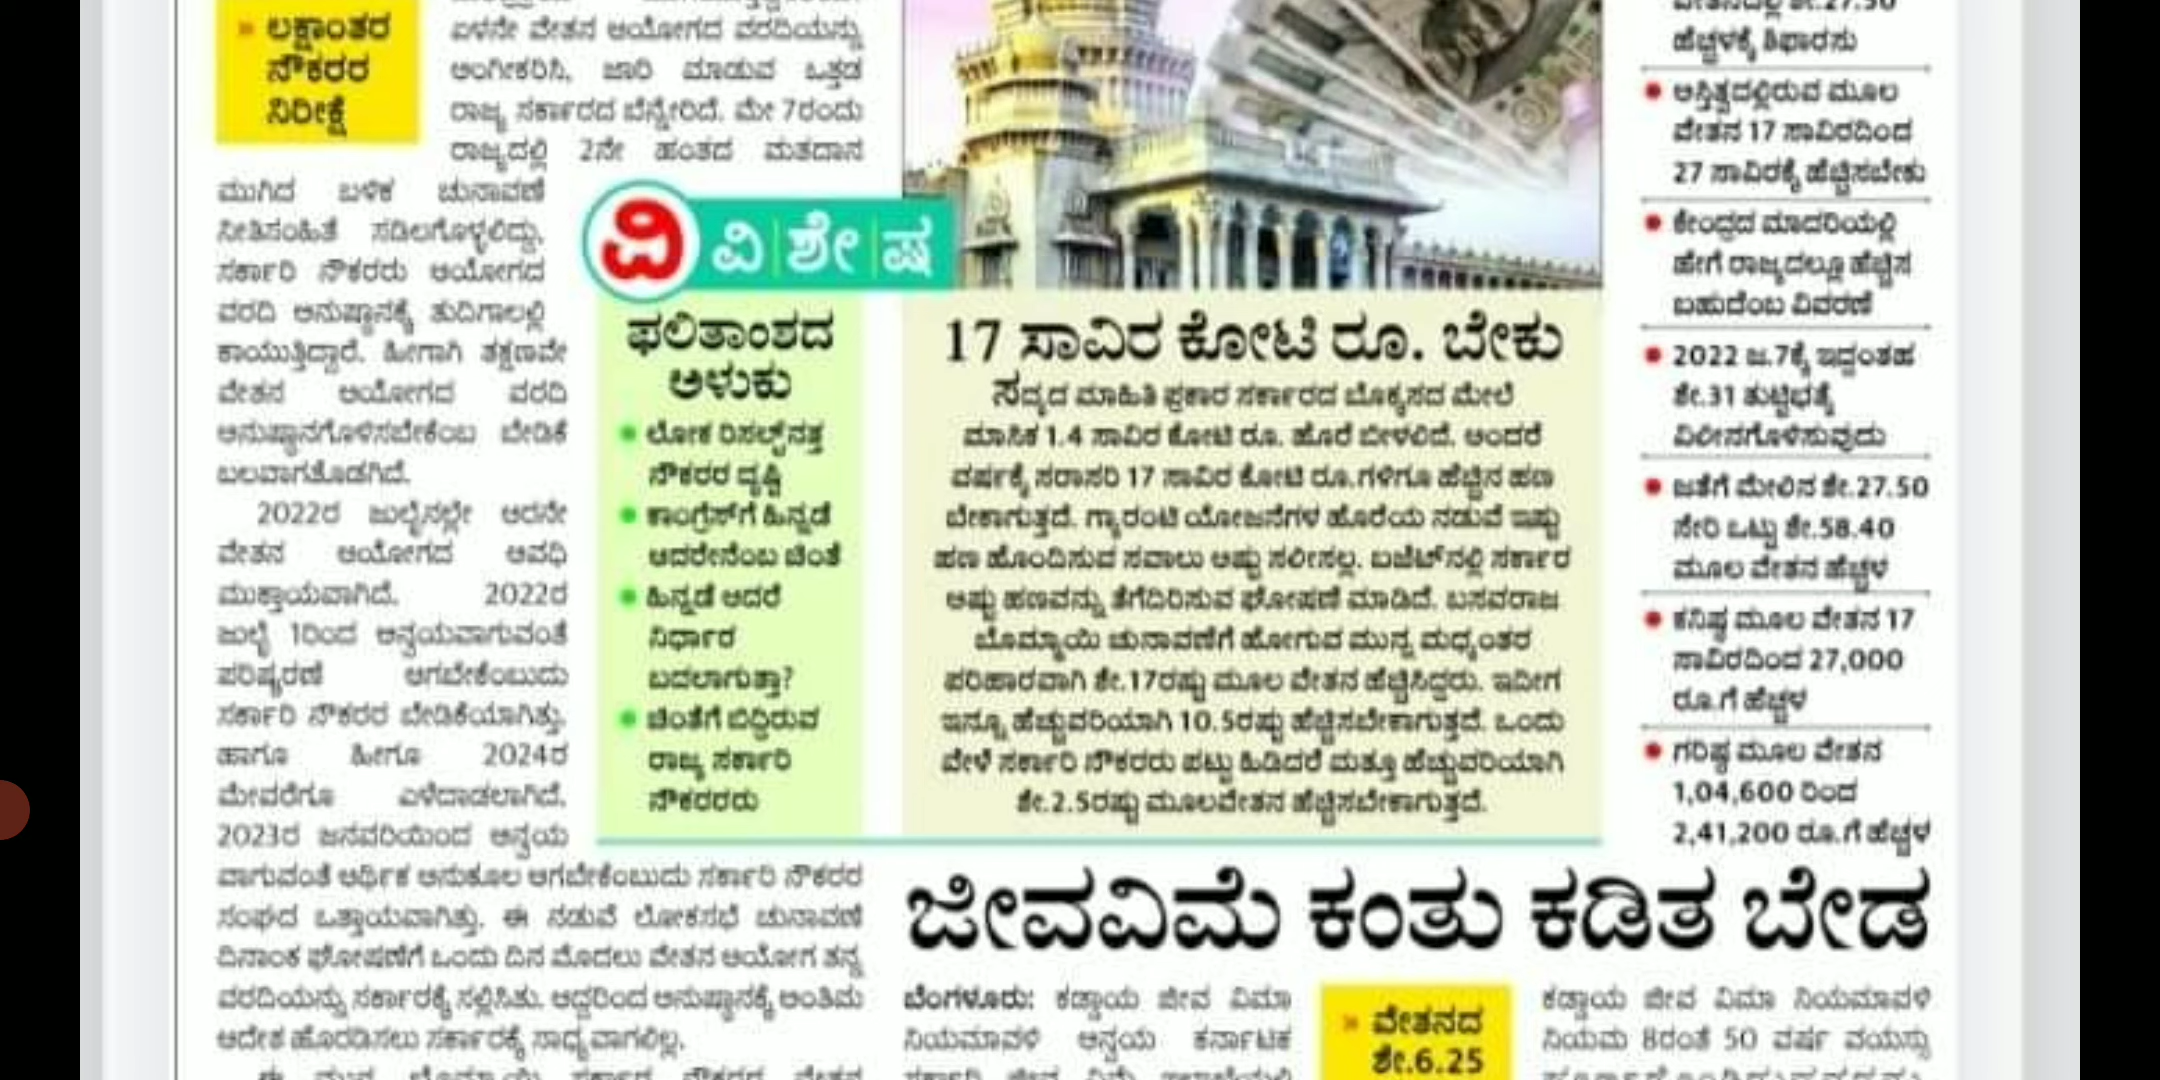 » ಲಕ್ಷಾಂತರ
ನೌಕರರ
ನಿರೀಕ್ಷೆ
ಏಳನೇ ವೇತನ ಆಯೋಗದ ವರದಿಯನ್ನು
ಅಂಗೀಕರಿಸಿ, ಜಾರಿ ಮಾಡುವ ಒತ್ತಡ
ರಾಜ್ಯ ಸರ್ಕಾರದ ಬೆನ್ನೇರಿದೆ. ಮೇ 7ರಂದು
ರಾಜ್ಯದಲ್ಲಿ 2ನೇ ಹಂತದ ಮತದಾನ
ಮುಗಿದ ಬಳಿಕ ಚುನಾವಣೆ
ನೀತಿಸಂಹಿತೆ ಸಡಿಲಗೊಳ್ಳಲಿದ್ದು,
ಸರ್ಕಾರಿ ನೌಕರರು ಆಯೋಗದ
ವರದಿ ಅನುಷ್ಠಾನಕ್ಕೆ ತುದಿಗಾಲಲ್ಲಿ
ಕಾಯುತ್ತಿದ್ದಾರೆ. ಹೀಗಾಗಿ ತಕ್ಷಣವೇ
ವೇತನ ಆಯೋಗದ ವರದಿ
ಅನುಷ್ಠಾನಗೊಳಿಸಬೇಕೆಂಬ ಬೇಡಿಕೆ
ಬಲವಾಗತೊಡಗಿದೆ.
2022ರ ಜುಲೈನಲ್ಲೇ ಆರನೇ
ವೇತನ ಆಯೋಗದ ಅವಧಿ
ಮುಕ್ತಾಯವಾಗಿದೆ. 2022ರ
ಜುಲೈ 1ರಿಂದ ಅನ್ವಯವಾಗುವಂತೆ
ಪರಿಷ್ಕರಣೆ ಆಗಬೇಕೆಂಬುದು
ಸರ್ಕಾರಿ ನೌಕರರ ಬೇಡಿಕೆಯಾಗಿತ್ತು.
ಹಾಗೂ ಹೀಗೂ 2024ರ
ಮೇವರೆಗೂ ಎಳೆದಾಡಲಾಗಿದೆ.
2023ರ ಜನವರಿಯಿಂದ ಅನ್ವಯ
ವಾಗುವಂತೆ ಆರ್ಥಿಕ ಅನುಕೂಲ ಆಗಬೇಕೆಂಬುದು ಸರ್ಕಾರಿ ನೌಕರರ
ಸಂಘದ ಒತ್ತಾಯವಾಗಿತ್ತು. ಈ ನಡುವೆ ಲೋಕಸಭೆ ಚುನಾವಣೆ
ದಿನಾಂಕ ಘೋಷಣೆಗೆ ಒಂದು ದಿನ ಮೊದಲು ವೇತನ ಆಯೋಗ ತನ್ನ
ವರದಿಯನ್ನು ಸರ್ಕಾರಕ್ಕೆ ಸಲ್ಲಿಸಿತು. ಆದ್ದರಿಂದ ಅನುಷ್ಠಾನಕ್ಕೆ ಅಂತಿಮ
ಆದೇಶ ಹೊರಡಿಸಲು ಸರ್ಕಾರಕ್ಕೆ ಸಾಧ್ಯವಾಗಲಿಲ್ಲ.
ವಿ ವಿಶೇಷ
ಫಲಿತಾಂಶದ
ಅಳುಕು
● ಲೋಕ ರಿಸಲ್ಟ್‌ನತ್ತ
ನೌಕರರ ದೃಷ್ಟಿ
● ಕಾಂಗ್ರೆಸ್‌ಗೆ ಹಿನ್ನಡೆ
ಆದರೇನೆಂಬ ಚಿಂತೆ
● ಹಿನ್ನಡೆ ಆದರೆ
ನಿರ್ಧಾರ
ಬದಲಾಗುತ್ತಾ?
● ಚಿಂತೆಗೆ ಬಿದ್ದಿರುವ
ರಾಜ್ಯ ಸರ್ಕಾರಿ
ನೌಕರರರು
17 ಸಾವಿರ ಕೋಟಿ ರೂ. ಬೇಕು
ಸದ್ಯದ ಮಾಹಿತಿ ಪ್ರಕಾರ ಸರ್ಕಾರದ ಬೊಕ್ಕಸದ ಮೇಲೆ
ಮಾಸಿಕ 1.4 ಸಾವಿರ ಕೋಟಿ ರೂ. ಹೊರೆ ಬೀಳಲಿದೆ. ಅಂದರೆ
ವರ್ಷಕ್ಕೆ ಸರಾಸರಿ 17 ಸಾವಿರ ಕೋಟಿ ರೂ.ಗಳಿಗೂ ಹೆಚ್ಚಿನ ಹಣ
ಬೇಕಾಗುತ್ತದೆ. ಗ್ಯಾರಂಟಿ ಯೋಜನೆಗಳ ಹೊರೆಯ ನಡುವೆ ಇಷ್ಟು
ಹಣ ಹೊಂದಿಸುವ ಸವಾಲು ಅಷ್ಟು ಸಲೀಸಲ್ಲ. ಬಜೆಟ್‌ನಲ್ಲಿ ಸರ್ಕಾರ
ಅಷ್ಟು ಹಣವನ್ನು ತೆಗೆದಿರಿಸುವ ಘೋಷಣೆ ಮಾಡಿದೆ. ಬಸವರಾಜ
ಬೊಮ್ಮಾಯಿ ಚುನಾವಣೆಗೆ ಹೋಗುವ ಮುನ್ನ ಮಧ್ಯಂತರ
ಪರಿಹಾರವಾಗಿ ಶೇ.17ರಷ್ಟು ಮೂಲ ವೇತನ ಹೆಚ್ಚಿಸಿದ್ದರು. ಇದೀಗ
ಇನ್ನೂ ಹೆಚ್ಚುವರಿಯಾಗಿ 10.5ರಷ್ಟು ಹೆಚ್ಚಿಸಬೇಕಾಗುತ್ತದೆ. ಒಂದು
ವೇಳೆ ಸರ್ಕಾರಿ ನೌಕರರು ಪಟ್ಟು ಹಿಡಿದರೆ ಮತ್ತೂ ಹೆಚ್ಚುವರಿಯಾಗಿ
ಶೇ.2.5ರಷ್ಟು ಮೂಲವೇತನ ಹೆಚ್ಚಿಸಬೇಕಾಗುತ್ತದೆ.
ಹೆಚ್ಚಳಕ್ಕೆ ಶಿಫಾರಸು
● ಅಸ್ತಿತ್ವದಲ್ಲಿರುವ ಮೂಲ
ವೇತನ 17 ಸಾವಿರದಿಂದ
27 ಸಾವಿರಕ್ಕೆ ಹೆಚ್ಚಿಸಬೇಕು
● ಕೇಂದ್ರದ ಮಾದರಿಯಲ್ಲಿ
ಹೇಗೆ ರಾಜ್ಯದಲ್ಲೂ ಹೆಚ್ಚಿಸ
ಬಹುದೆಂಬ ವಿವರಣೆ
● 2022 ಜ.7ಕ್ಕೆ ಇದ್ದಂತಹ
ಶೇ.31 ತುಟ್ಟಿಭತ್ಯೆ
ವಿಲೀನಗೊಳಿಸುವುದು
● ಜತೆಗೆ ಮೇಲಿನ ಶೇ.27.50
ಸೇರಿ ಒಟ್ಟು ಶೇ.58.40
ಮೂಲ ವೇತನ ಹೆಚ್ಚಳ
● ಕನಿಷ್ಠ ಮೂಲ ವೇತನ 17
ಸಾವಿರದಿಂದ 27,000
ರೂ.ಗೆ ಹೆಚ್ಚಳ
● ಗರಿಷ್ಠ ಮೂಲ ವೇತನ
1,04,600 ರಿಂದ
2,41,200 ರೂ.ಗೆ ಹೆಚ್ಚಳ
ಜೀವವಿಮೆ ಕಂತು ಕಡಿತ ಬೇಡ
ಬೆಂಗಳೂರು: ಕಡ್ಡಾಯ ಜೀವ ವಿಮಾ
ನಿಯಮಾವಳಿ ಅನ್ವಯ ಕರ್ನಾಟಕ
» ವೇತನದ
ಶೇ.6.25
ಕಡ್ಡಾಯ ಜೀವ ವಿಮಾ ನಿಯಮಾವಳಿ
ನಿಯಮ 8ರಂತೆ 50 ವರ್ಷ ವಯಸ್ಸು